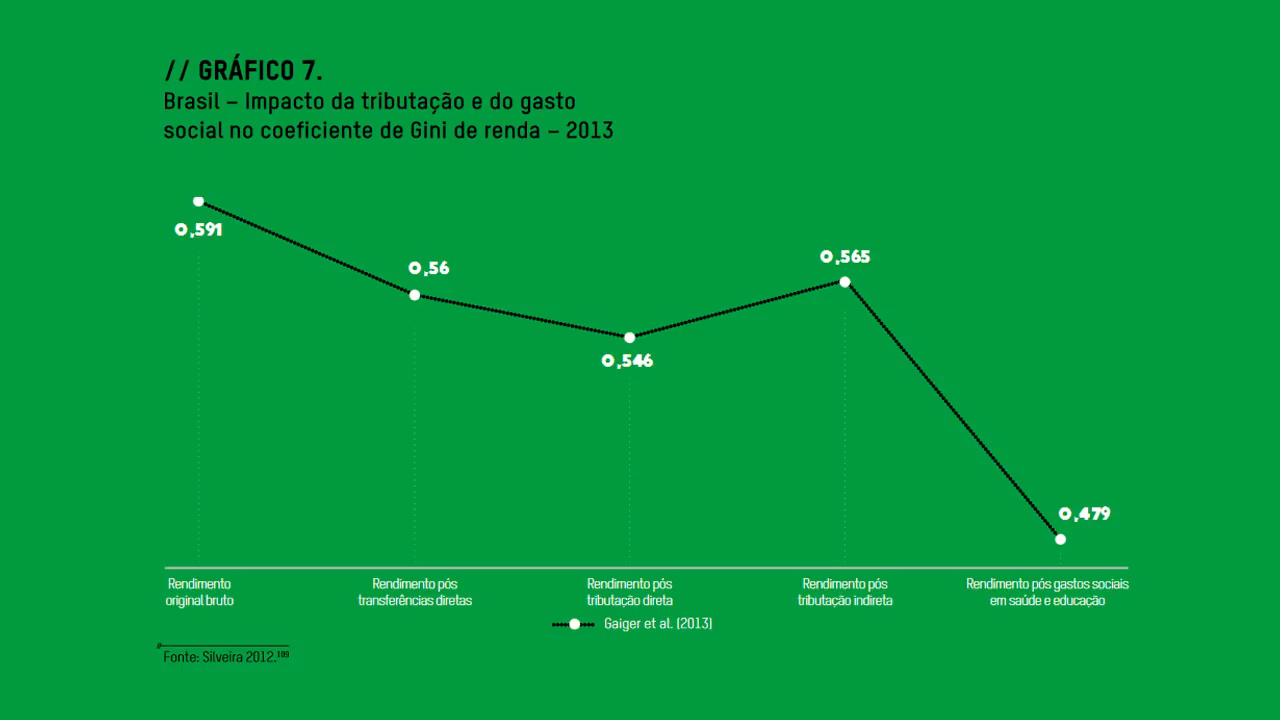 // GRÁFICO 7.
Brasil – Impacto da tributação e do gasto
social no coeficiente de Gini de renda – 2013
0,591
0,56
0,546
0,565
0,479
Rendimento
original bruto
Rendimento pós
transferências diretas
Rendimento pós
tributação direta
Rendimento pós
tributação indireta
Rendimento pós gastos sociais
em saúde e educação
Gaiger et al. (2013)
//
Fonte: Silveira 2012.¹⁰⁹